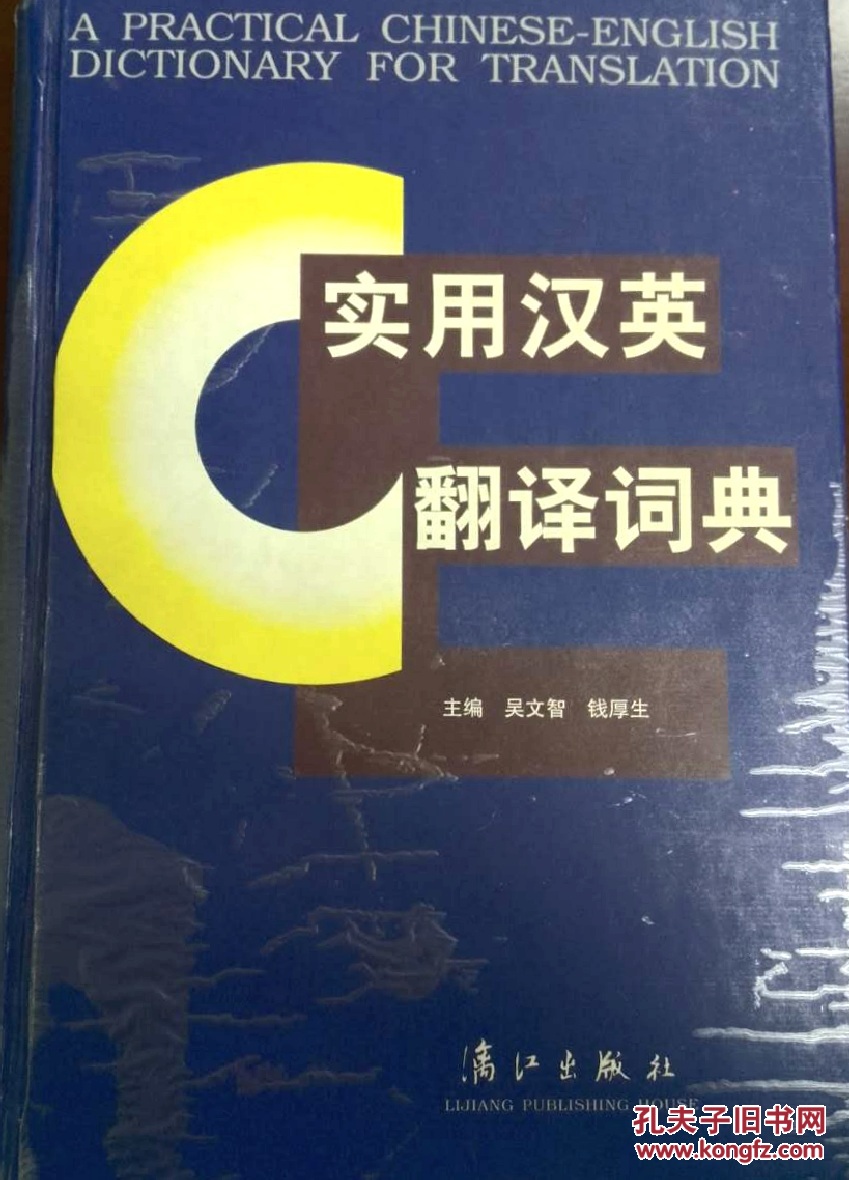 A PRACTICAL CHINESE-ENGLISH
DICTIONARY FOR TRANSLATION
实用汉英
翻译词典
主编 吴文智 钱厚生
漓江出版社
LIJIANG PUBLISHING HOUSE
孔夫子旧书网
www.kongfz.com